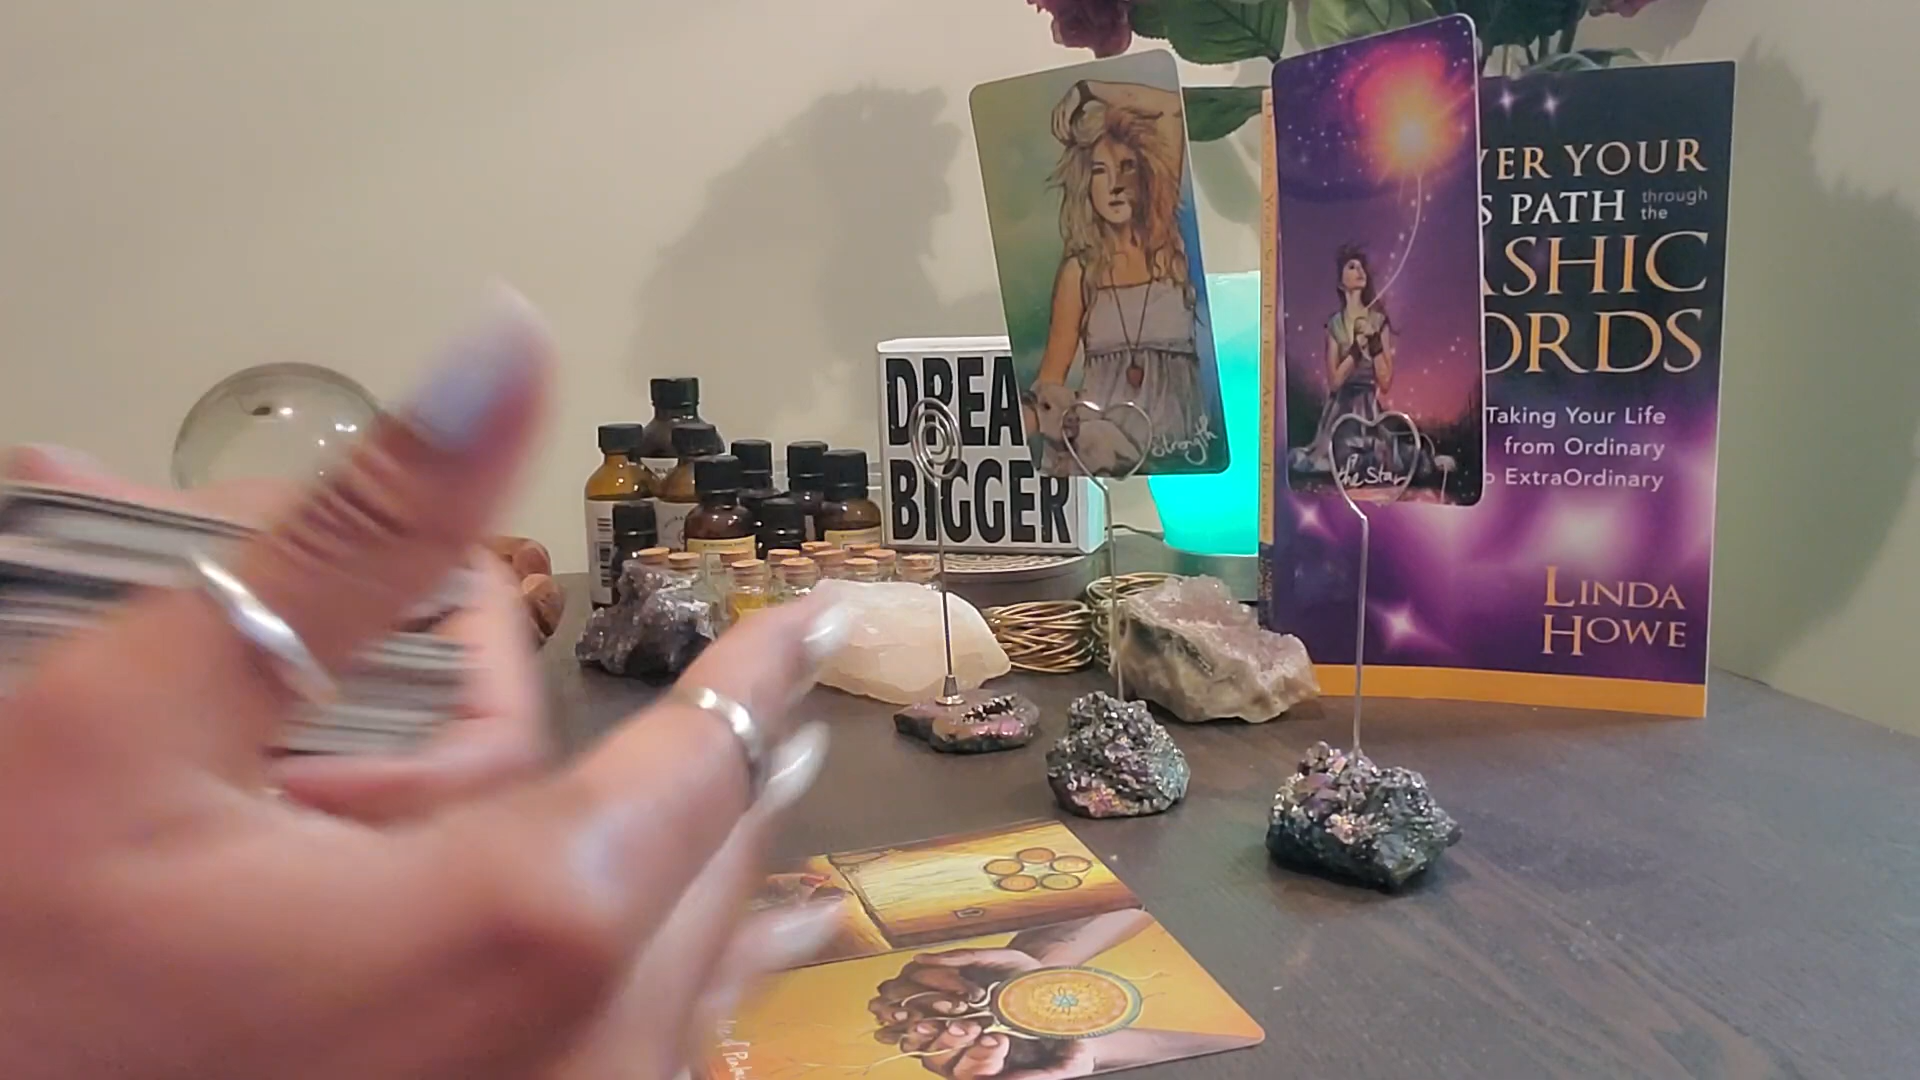 DREA
BIGGER
Strength
the Star
VER YOUR
S PATH through
the
ASHIC
ORDS
Taking Your Life
from Ordinary
ExtraOrdinary
LINDA
HOWE